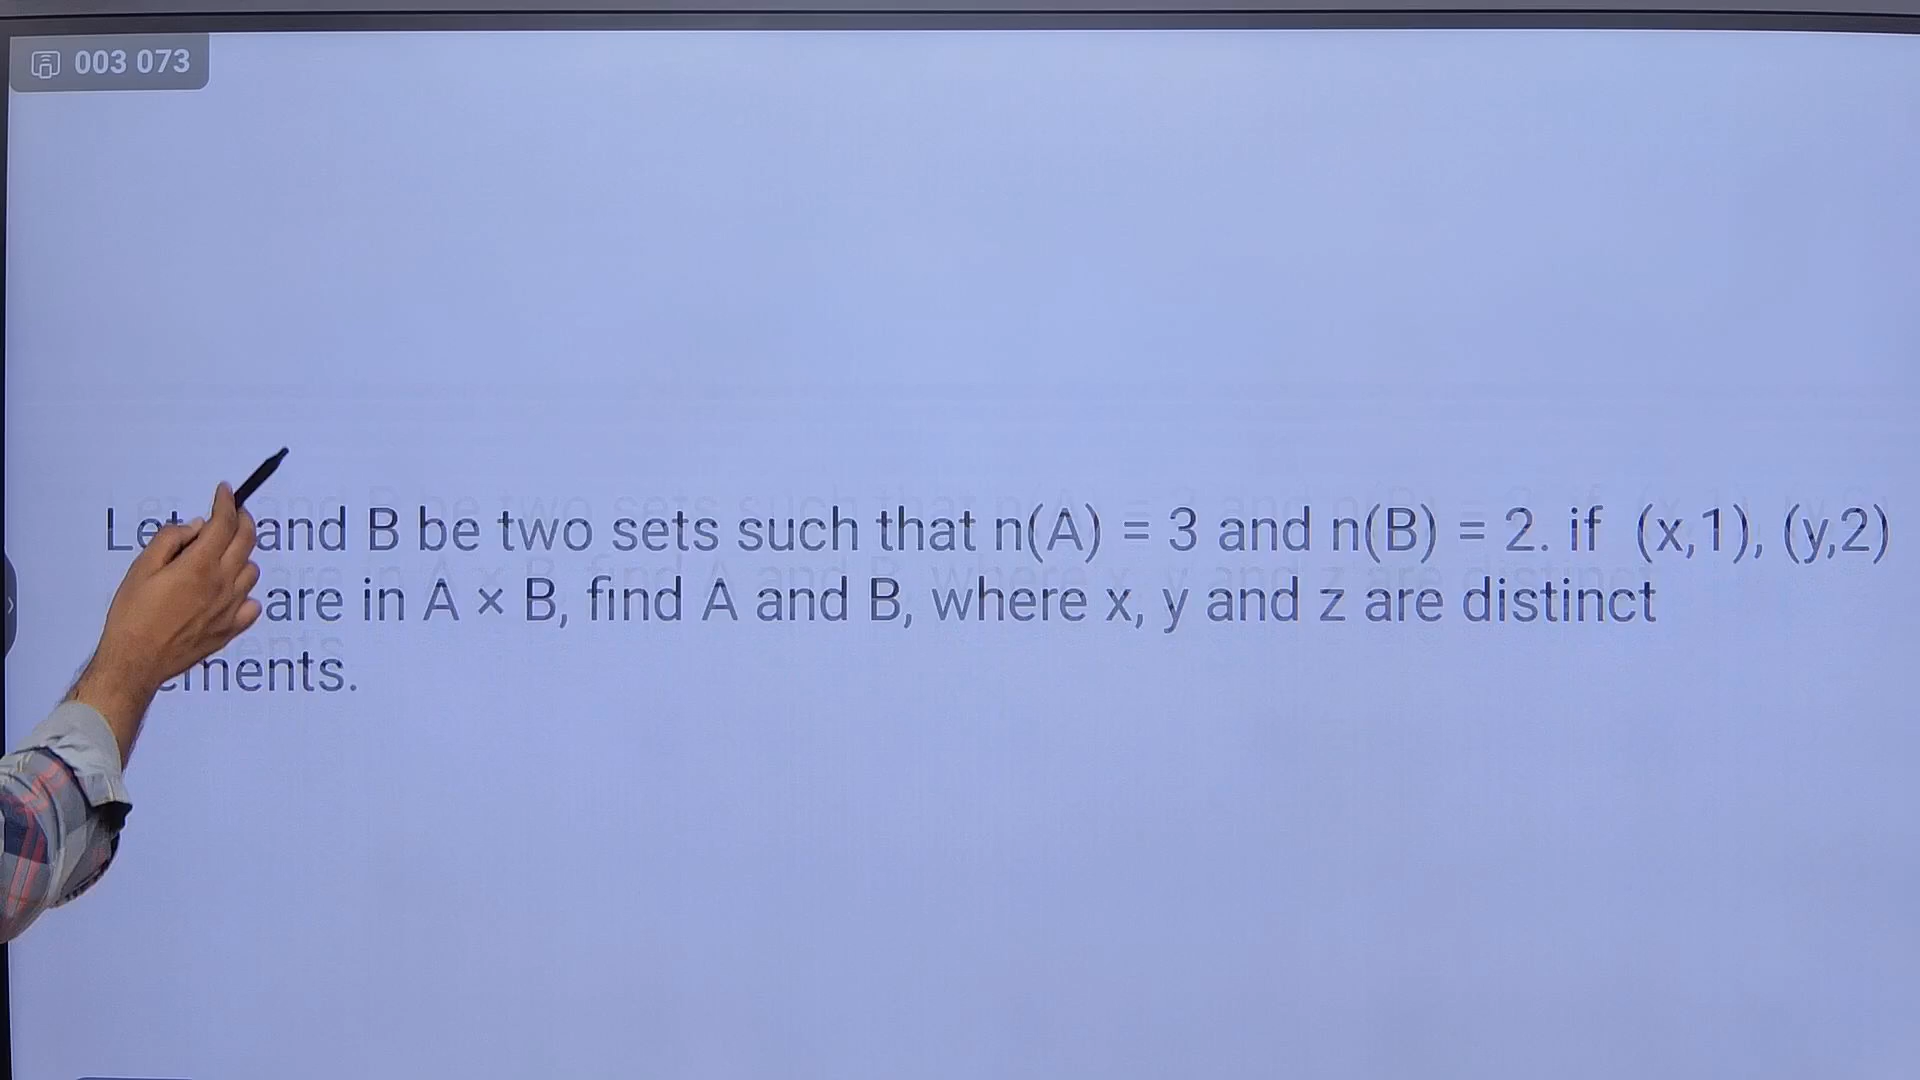 003 073
Let and B be two sets such that n(A) = 3 and n(B) = 2. if (x,1), (y,2)
are in A × B, find A and B, where x, y and z are distinct
ments.